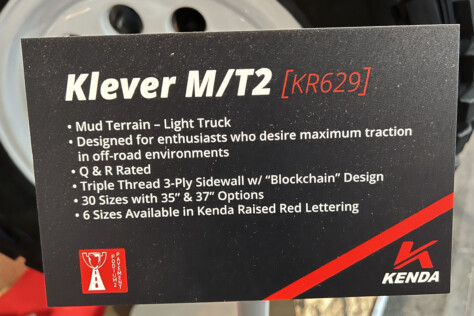 Klever M/T2 [KR629]
• Mud Terrain – Light Truck
• Designed for enthusiasts who desire maximum traction
in off-road environments
• Q & R Rated
• Triple Thread 3-Ply Sidewall w/ “Blockchain” Design
• 30 Sizes with 35” & 37” Options
• 6 Sizes Available in Kenda Raised Red Lettering
PAVEMENT
PODIUM2
KENDA